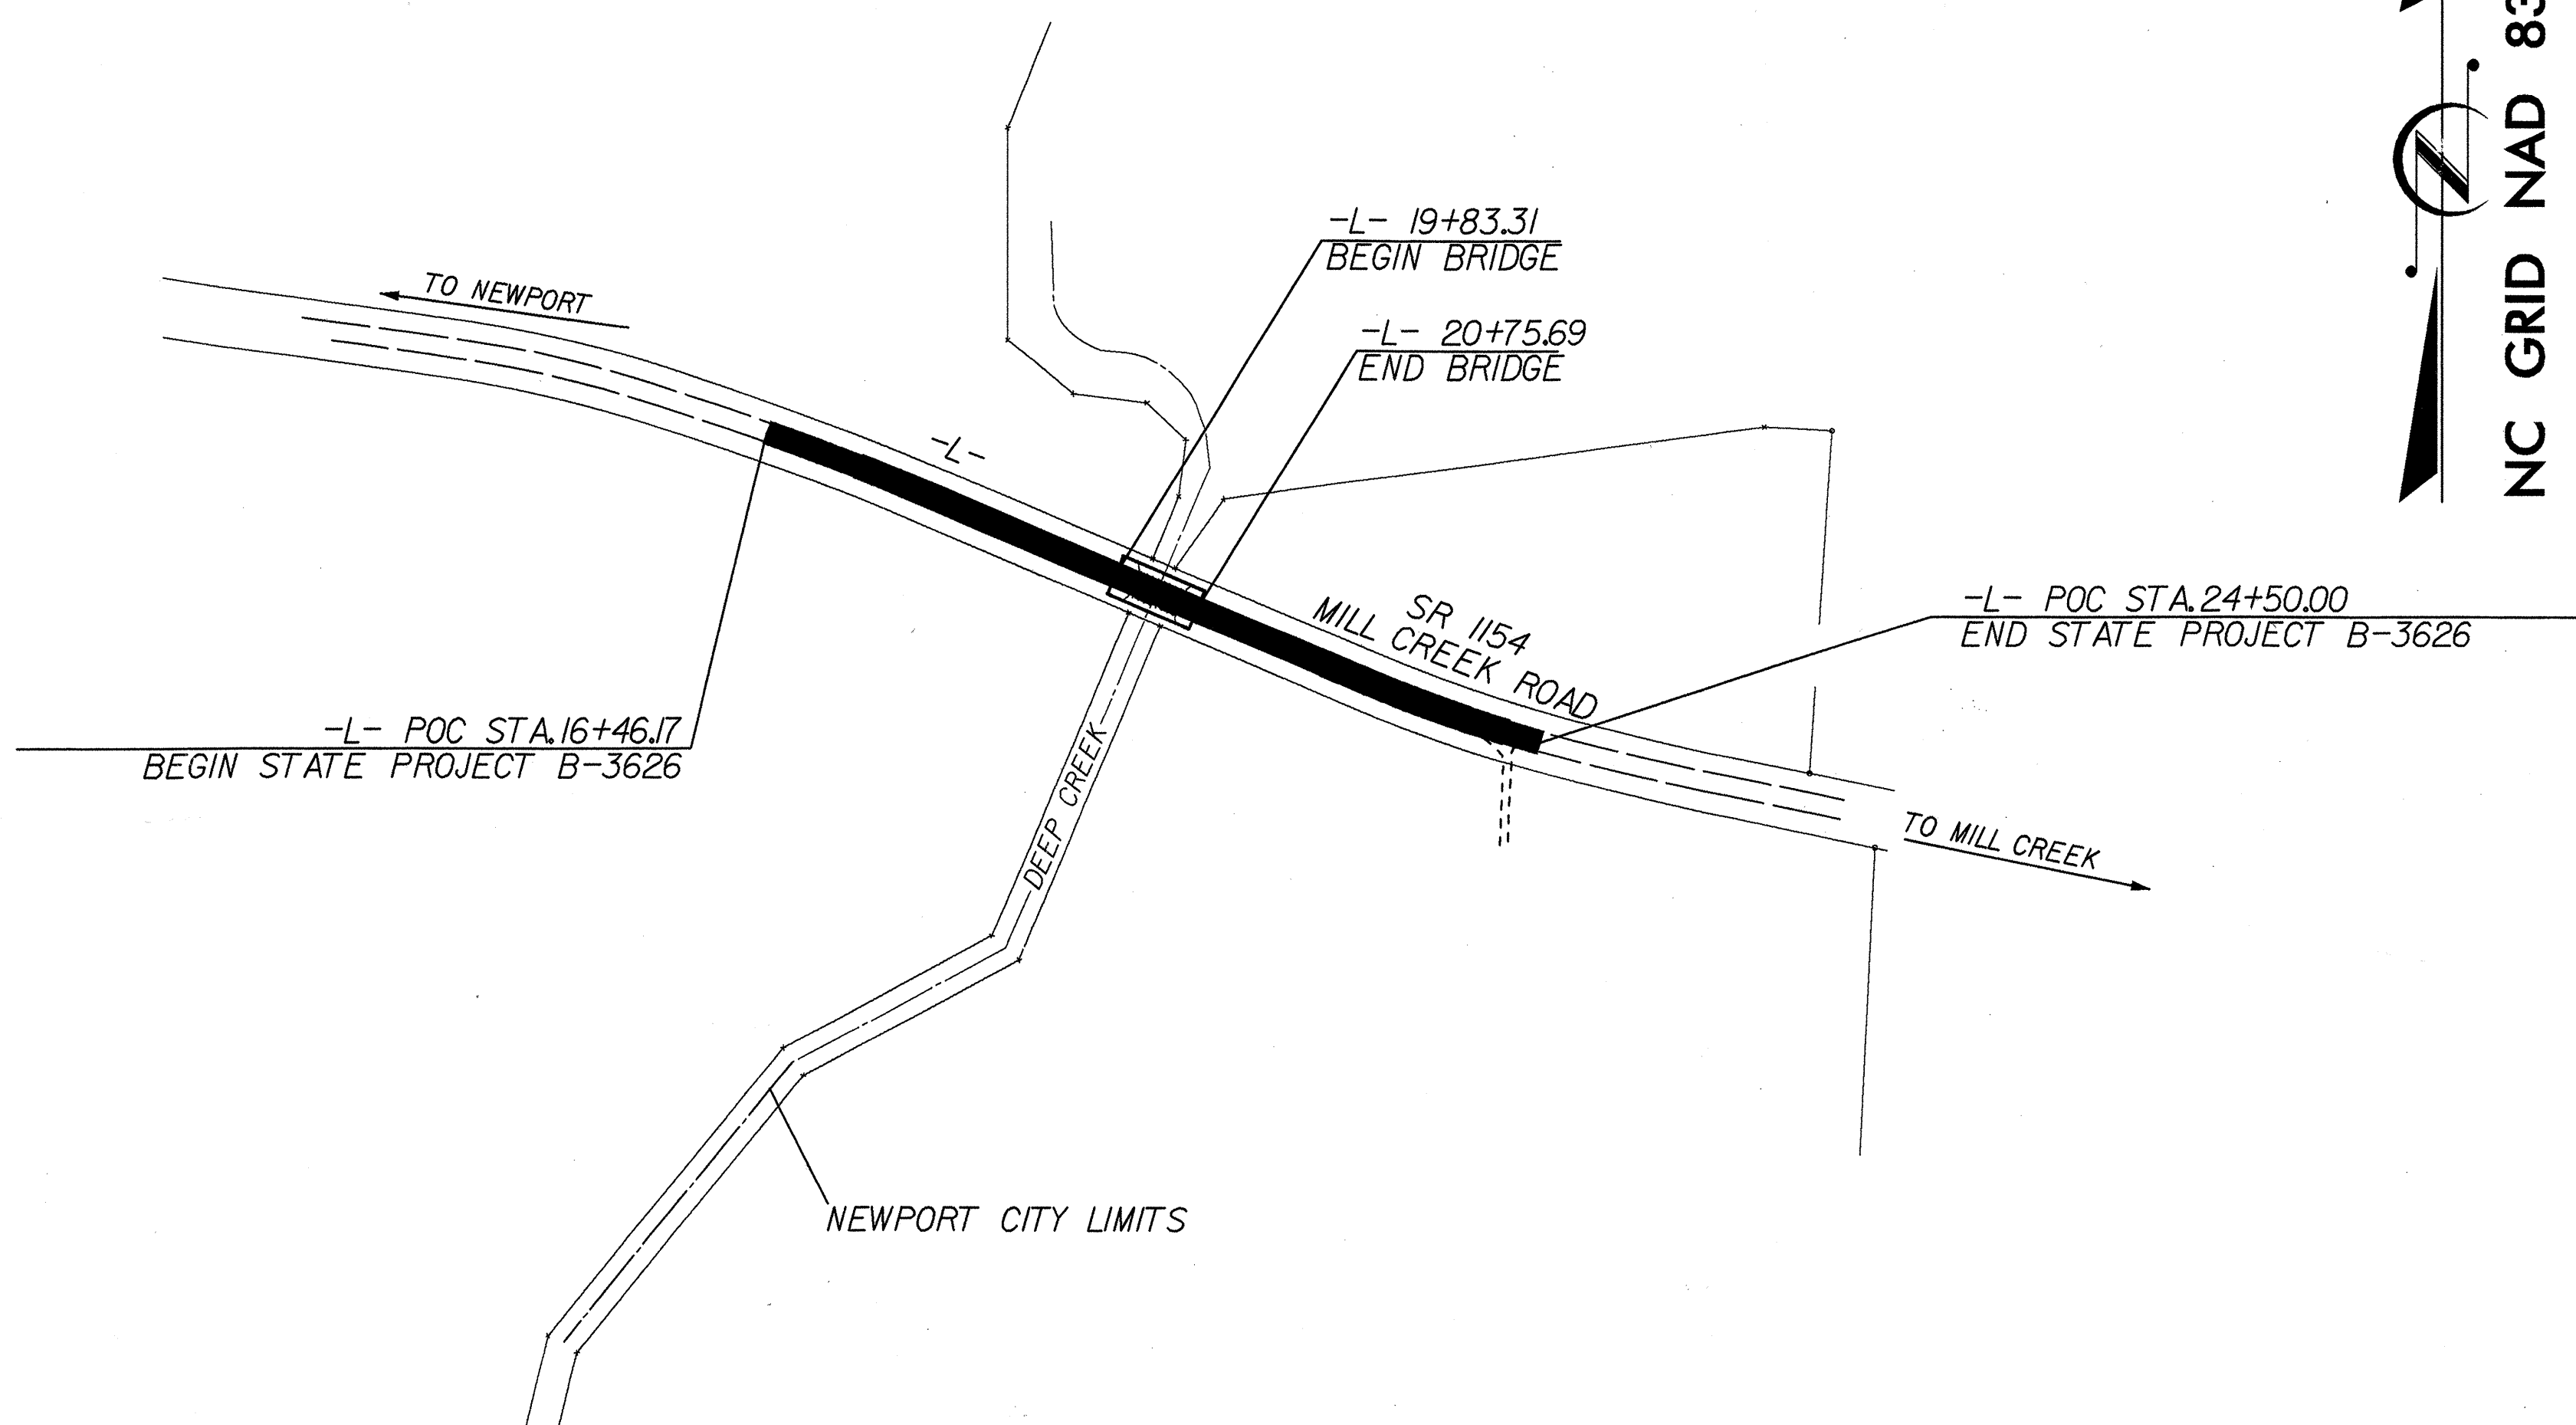 -L- 19+83.31
BEGIN BRIDGE
-L- 20+75.69
END BRIDGE
TO NEWPORT
-L-
SR 1154
MILL CREEK ROAD
-L- POC STA.24+50.00
END STATE PROJECT B-3626
-L- POC STA.16+46.17
BEGIN STATE PROJECT B-3626
DEEP CREEK
TO MILL CREEK
NEWPORT CITY LIMITS
NC GRID NAD 83